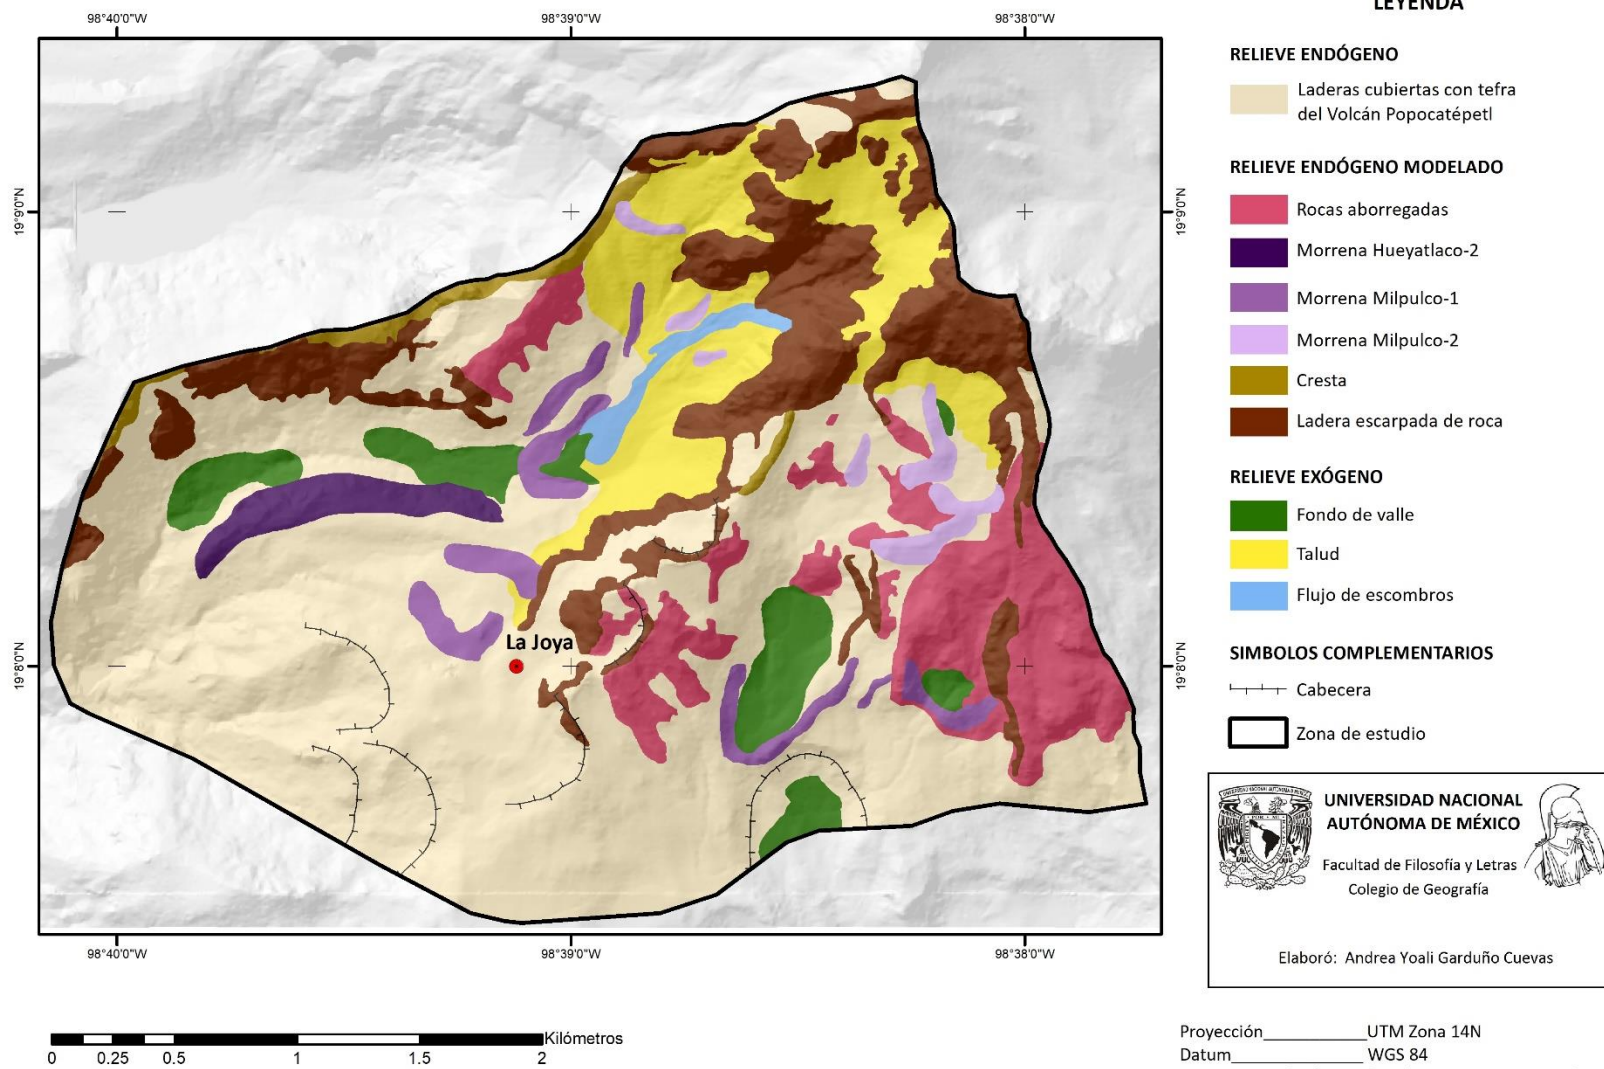 98°40'0"W
98°39'0"W
98°38'0"W
19°9'0"N
19°9'0"N
19°8'0"N
19°8'0"N
La Joya
98°40'0"W
98°39'0"W
98°38'0"W
Kilómetros
0
0.25
0.5
1
1.5
2
LEYENDA
RELIEVE ENDÓGENO
Laderas cubiertas con tefra
del Volcán Popocatépetl
RELIEVE ENDÓGENO MODELADO
Rocas aborregadas
Morrena Hueyatlaco-2
Morrena Milpulco-1
Morrena Milpulco-2
Cresta
Ladera escarpada de roca
RELIEVE EXÓGENO
Fondo de valle
Talud
Flujo de escombros
SIMBOLOS COMPLEMENTARIOS
Cabecera
Zona de estudio
UNIVERSIDAD NACIONAL
AUTÓNOMA DE MÉXICO
Facultad de Filosofía y Letras
Colegio de Geografía
Elaboró: Andrea Yoali Garduño Cuevas
Proyección____________UTM Zona 14N
Datum_______________ WGS 84